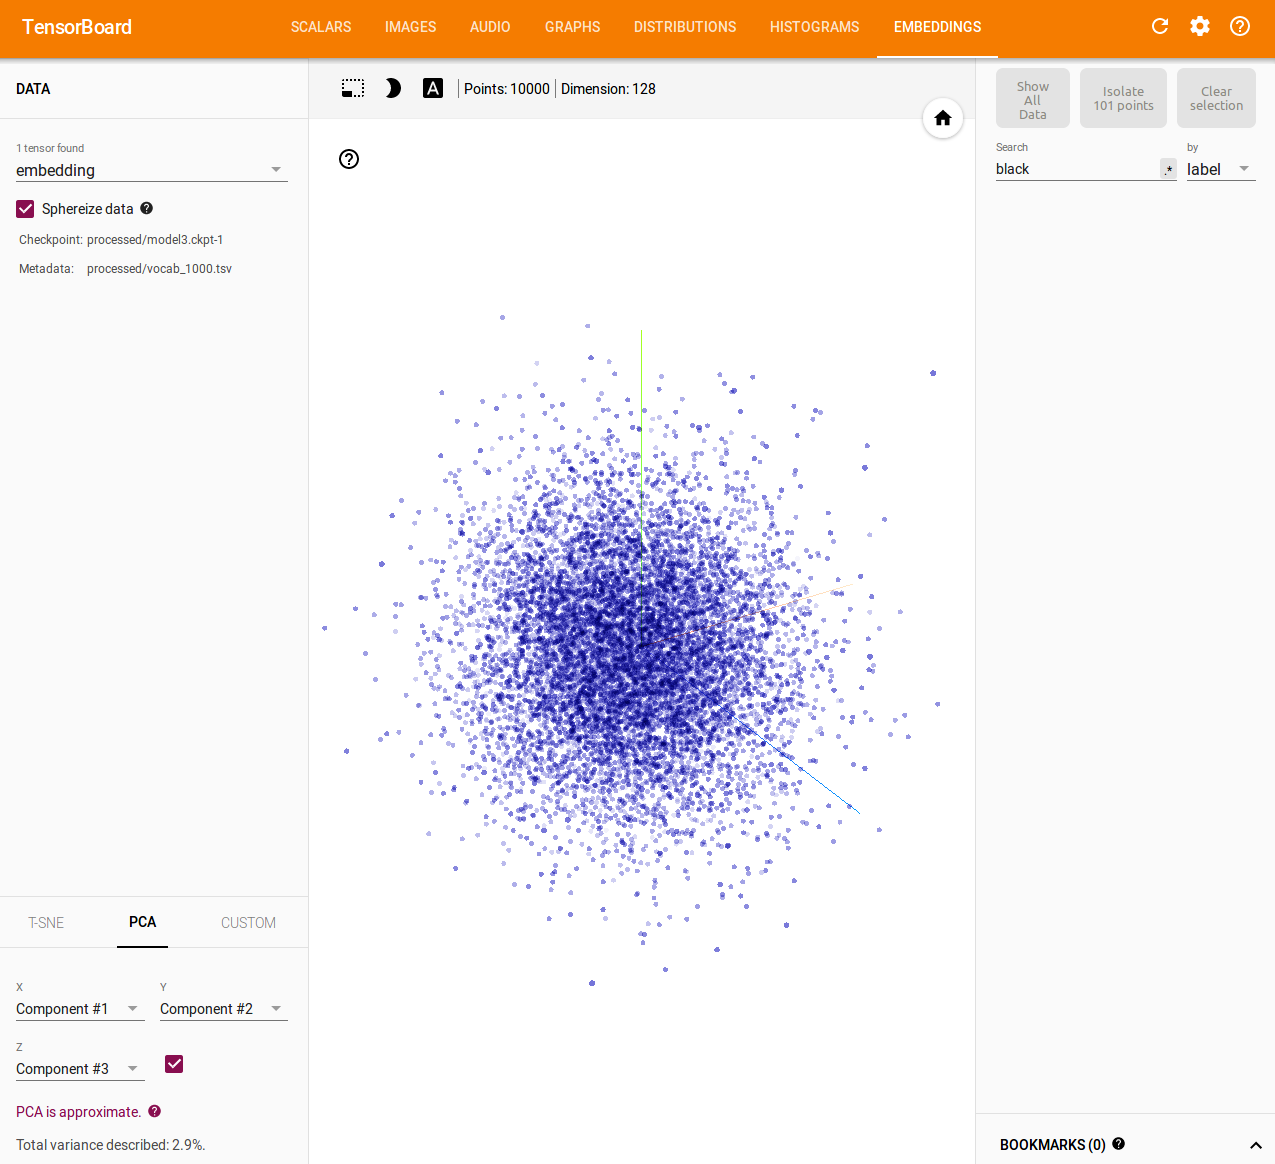 TensorBoard
SCALARS IMAGES AUDIO GRAPHS DISTRIBUTIONS HISTOGRAMS EMBEDDINGS
DATA
A Points: 10000 Dimension: 128
1 tensor found
embedding
Sphereize data
Checkpoint: processed/model3.ckpt-1
Metadata: processed/vocab_1000.tsv
T-SNE PCA CUSTOM
X Y
Component #1 Component #2
Z
Component #3
PCA is approximate.
Total variance described: 2.9%.
Show
All
Data
Isolate
101 points
Clear
selection
Search by
black .* label
BOOKMARKS (0)